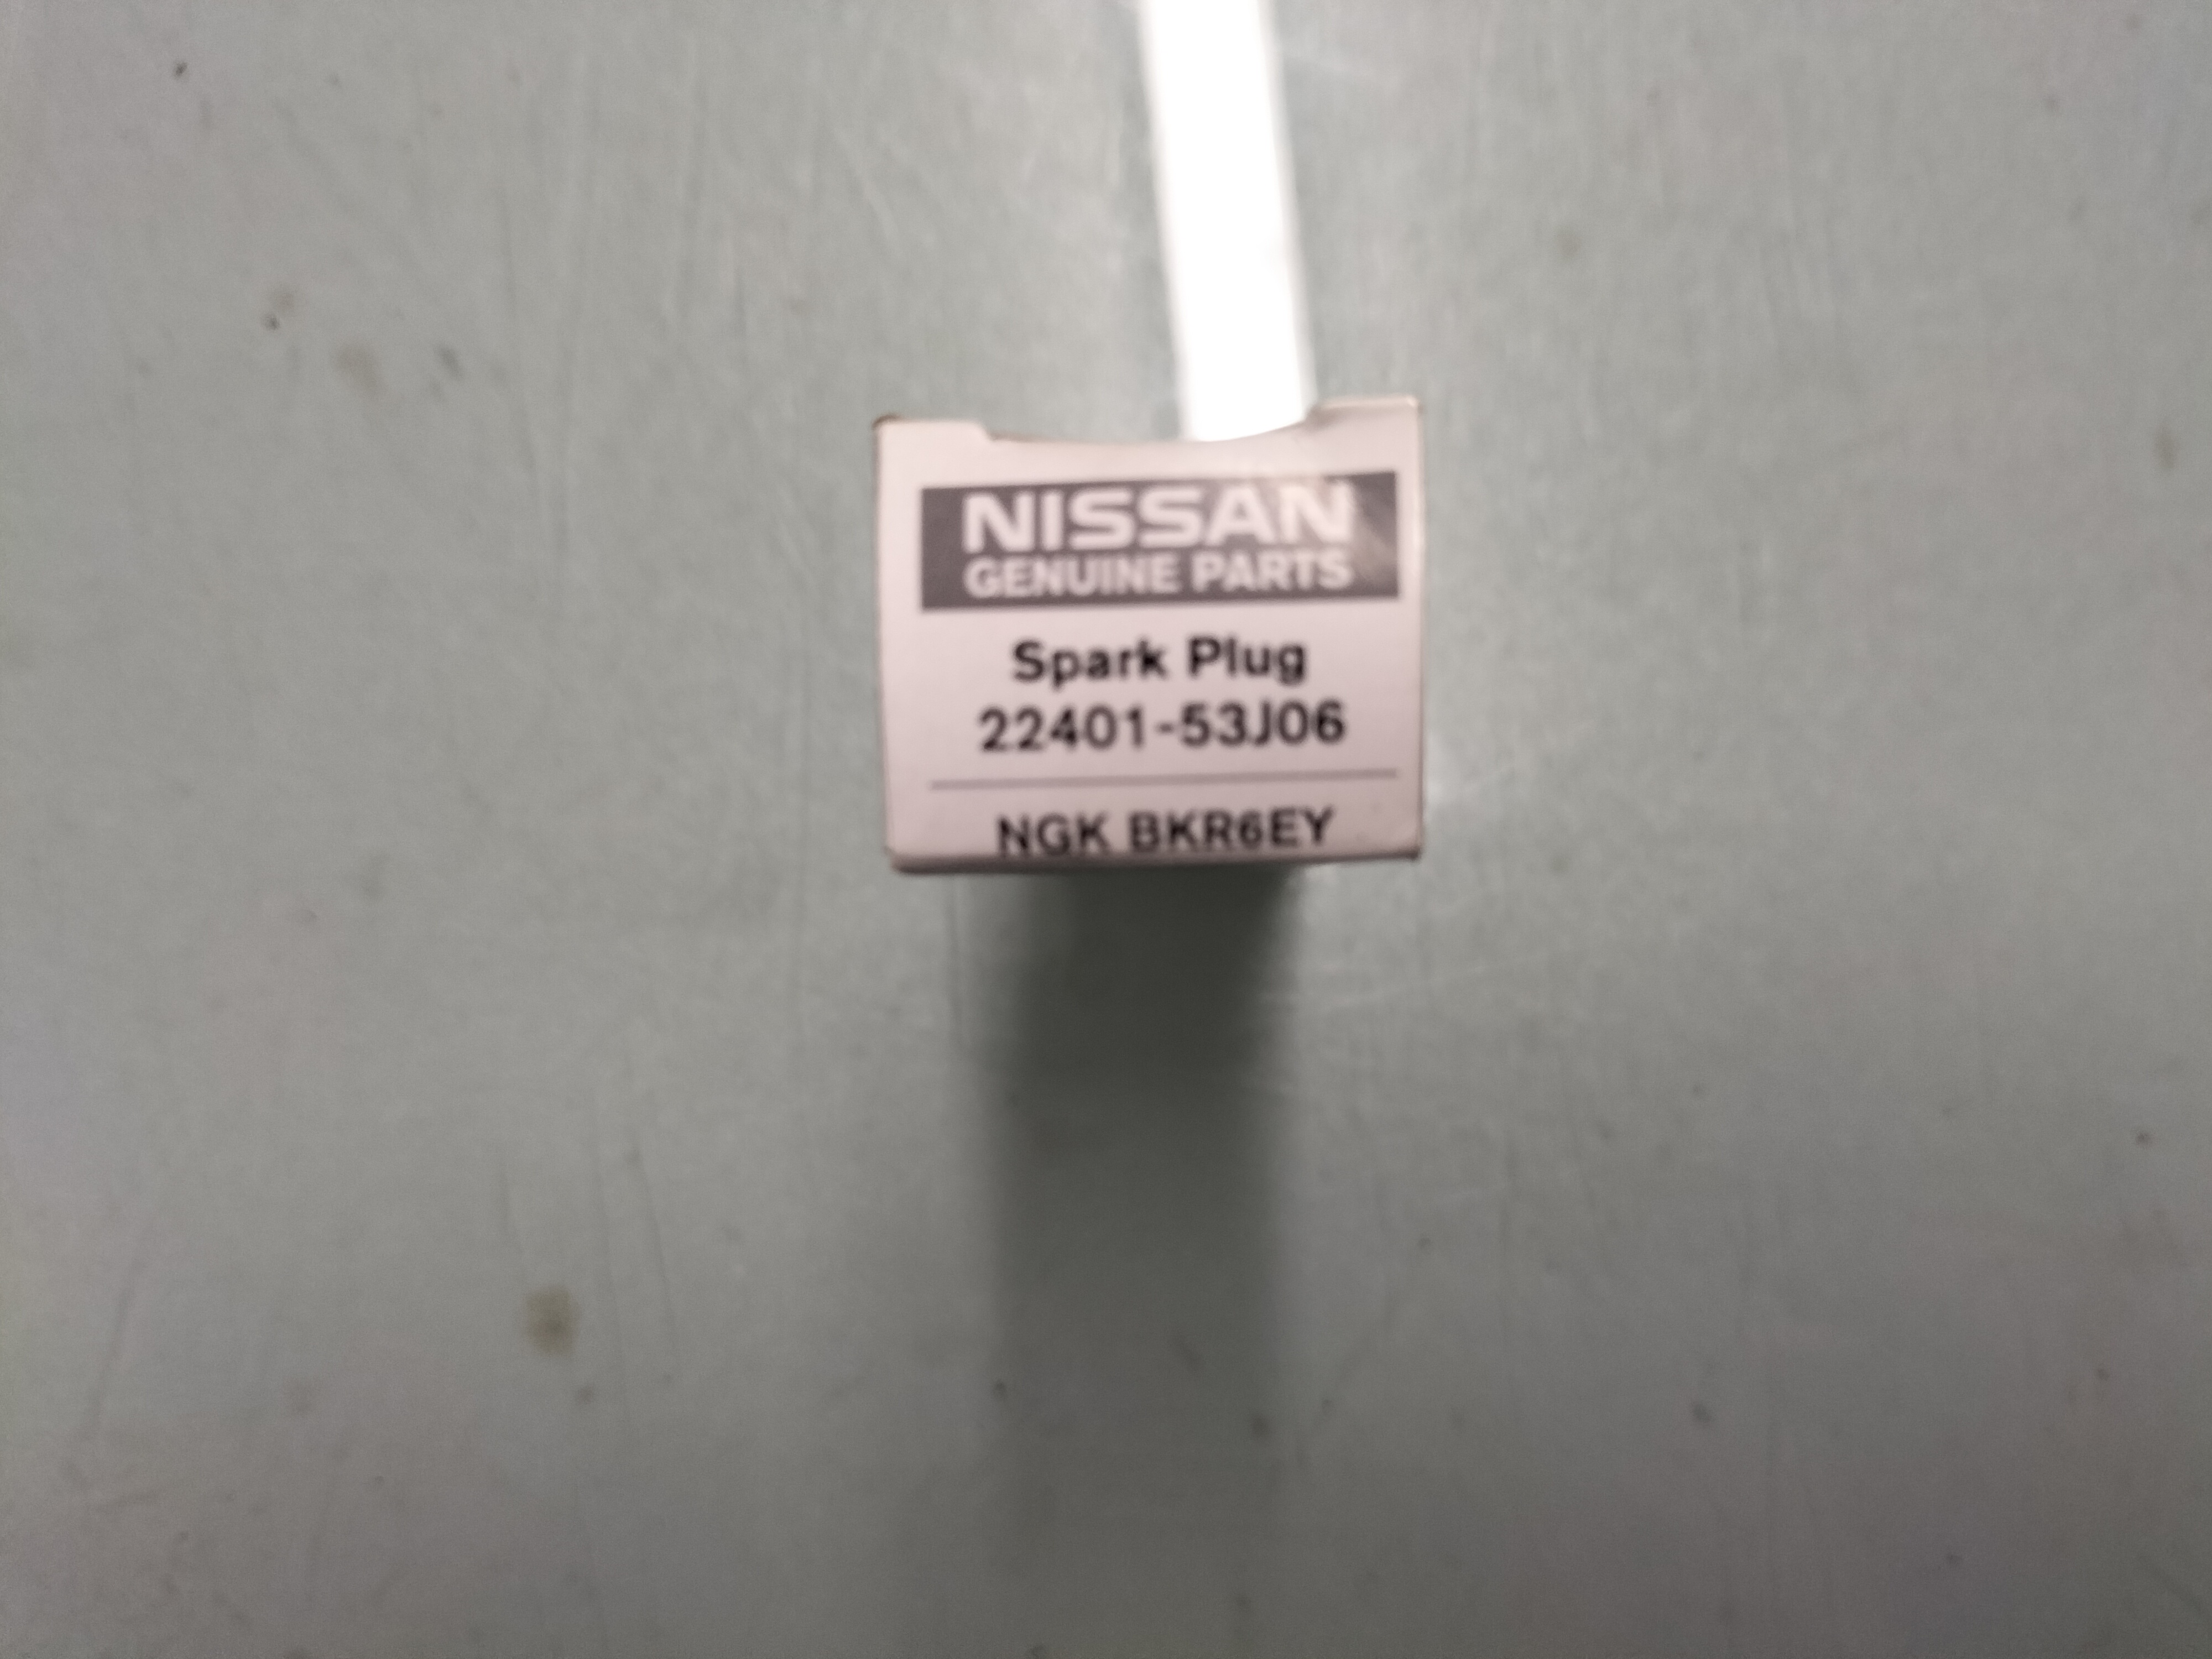 NISSAN
GENUINE PARTS
Spark Plug
22401-53J06
NGK BKR6EY